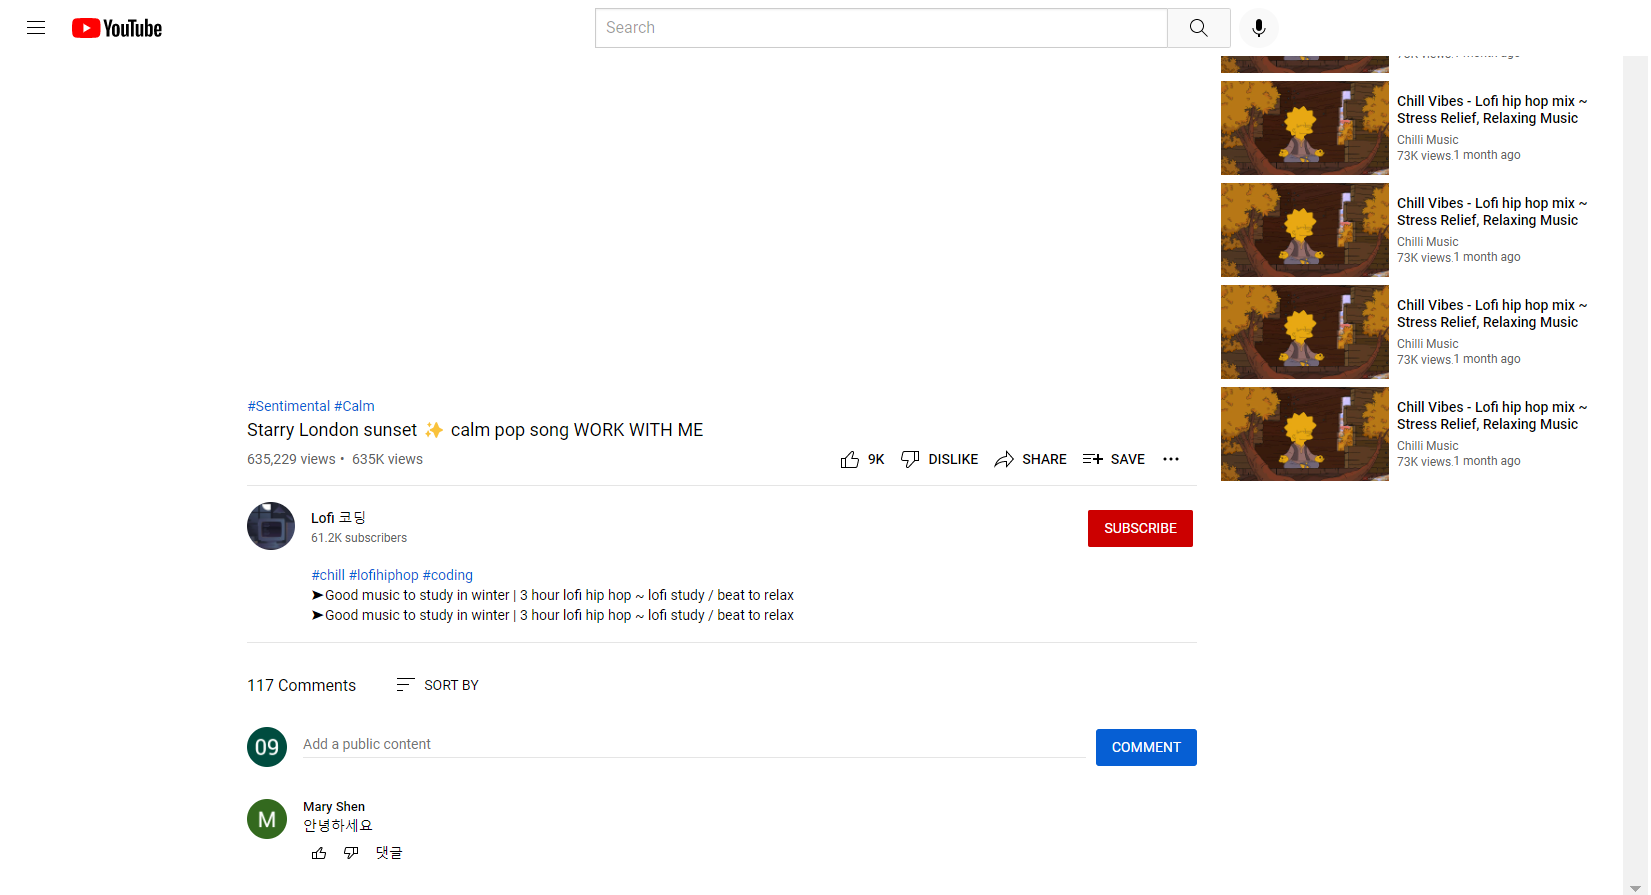 YouTube
Search
#Sentimental #Calm
Starry London sunset ✨ calm pop song WORK WITH ME
635,229 views • 635K views
9K DISLIKE SHARE SAVE
Lofi 코딩
61.2K subscribers
SUBSCRIBE
#chill #lofihiphop #coding
➤Good music to study in winter | 3 hour lofi hip hop ~ lofi study / beat to relax
➤Good music to study in winter | 3 hour lofi hip hop ~ lofi study / beat to relax
117 Comments SORT BY
09 Add a public content COMMENT
M
Mary Shen
안녕하세요
댓글
73K views.1 month ago
Chill Vibes - Lofi hip hop mix ~
Stress Relief, Relaxing Music
Chilli Music
73K views.1 month ago
Chill Vibes - Lofi hip hop mix ~
Stress Relief, Relaxing Music
Chilli Music
73K views.1 month ago
Chill Vibes - Lofi hip hop mix ~
Stress Relief, Relaxing Music
Chilli Music
73K views.1 month ago
Chill Vibes - Lofi hip hop mix ~
Stress Relief, Relaxing Music
Chilli Music
73K views.1 month ago